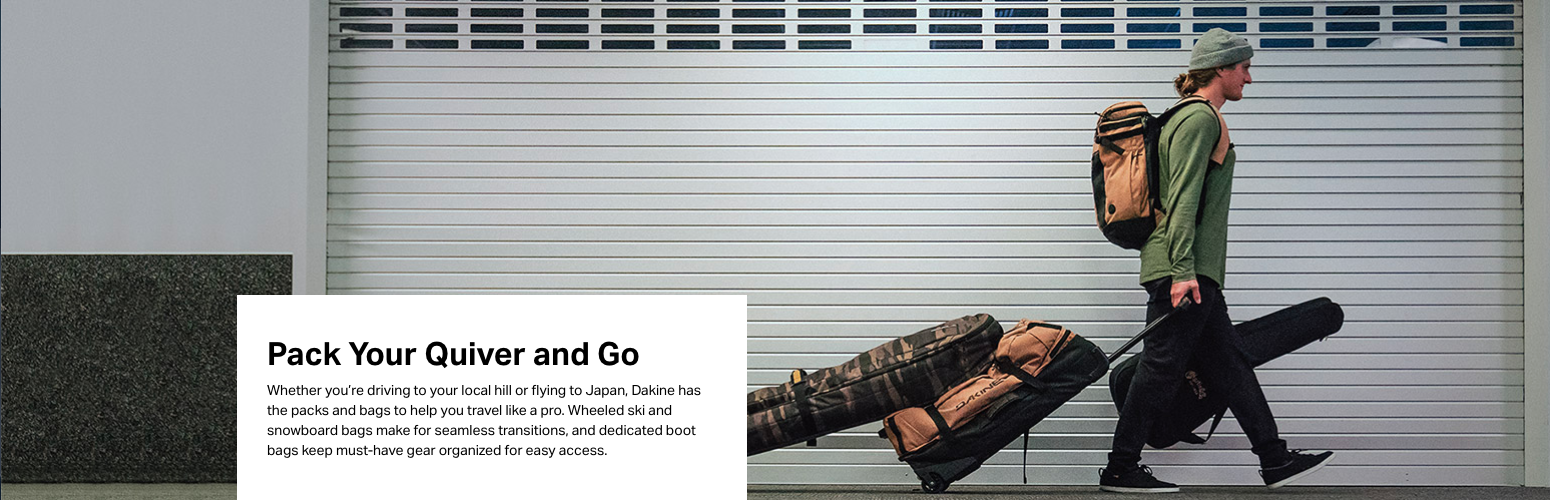 Pack Your Quiver and Go
Whether you’re driving to your local hill or flying to Japan, Dakine has
the packs and bags to help you travel like a pro. Wheeled ski and
snowboard bags make for seamless transitions, and dedicated boot
bags keep must-have gear organized for easy access.
DAKINE